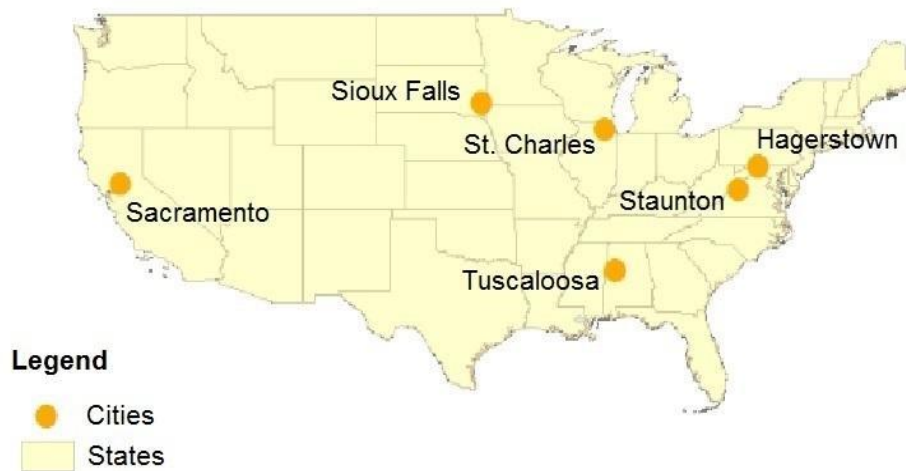 Sioux Falls
St. Charles
Hagerstown
Staunton
Sacramento
Tuscaloosa
Legend
Cities
States